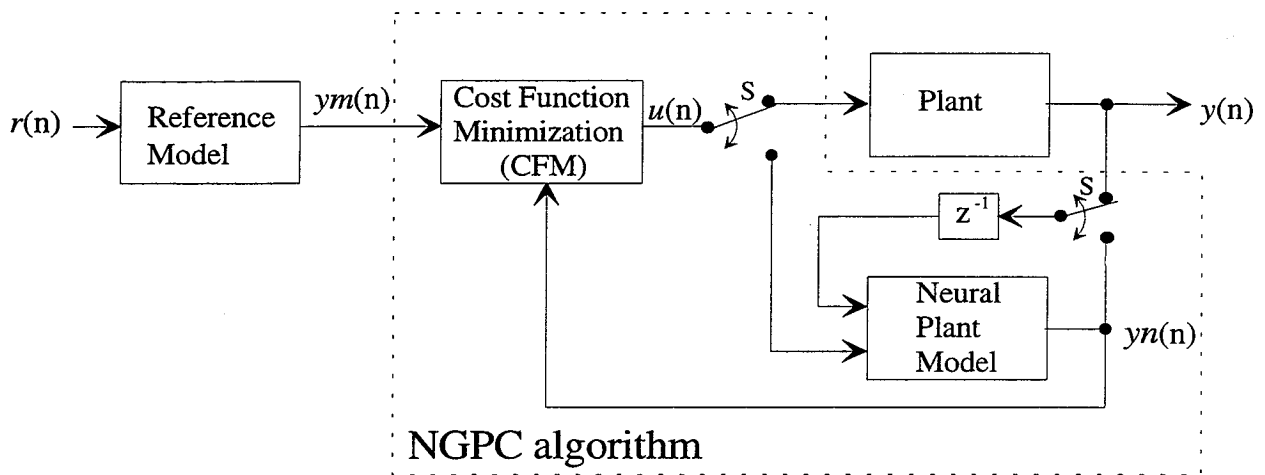 r(n)
Reference
Model
ym(n)
Cost Function
Minimization
(CFM)
u(n)
S
Plant
y(n)
S
z⁻¹
Neural
Plant
Model
yn(n)
NGPC algorithm